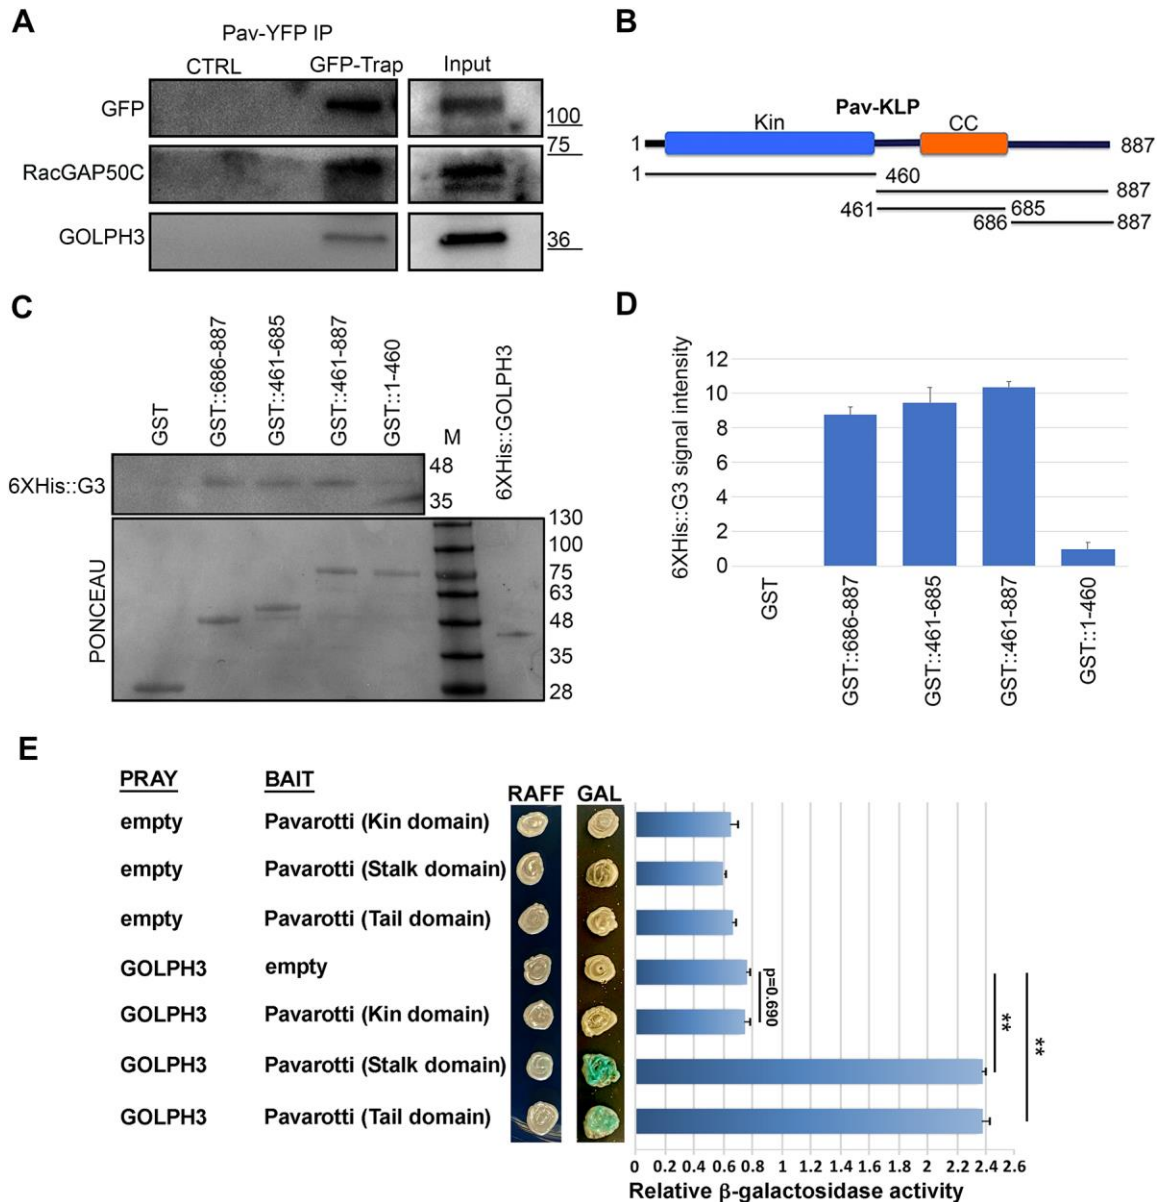 A
Pav-YFP IP
CTRL GFP-Trap Input
GFP
100
75
RacGAP50C
GOLPH3
36
B
Pav-KLP
Kin CC
1 887
1 460
887
461 685
686 887
C
GST
GST::686-887
GST::461-685
GST::461-887
GST::1-460
M
6XHis::GOLPH3
6XHis::G3
48
35
PONCEAU
130
100
75
63
48
35
28
D
6XHis::G3 signal intensity
12
10
8
6
4
2
0
GST
GST::686-887
GST::461-685
GST::461-887
GST::1-460
E
PRAY BAIT RAFF GAL
empty Pavarotti (Kin domain)
empty Pavarotti (Stalk domain)
empty Pavarotti (Tail domain)
GOLPH3 empty
GOLPH3 Pavarotti (Kin domain)
GOLPH3 Pavarotti (Stalk domain)
GOLPH3 Pavarotti (Tail domain)
p=0.690
**
**
0 0.2 0.4 0.6 0.8 1 1.2 1.4 1.6 1.8 2 2.2 2.4 2.6
Relative β-galactosidase activity